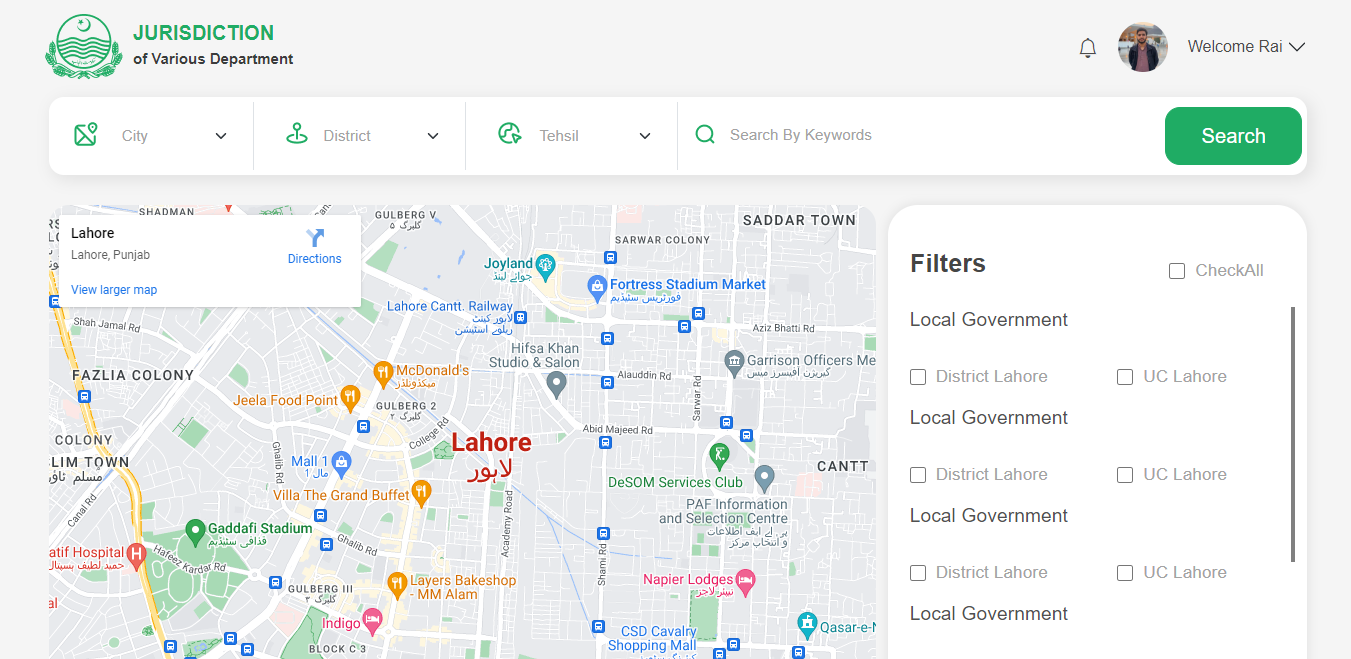 JURISDICTION
of Various Department
Welcome Rai
City
District
Tehsil
Search By Keywords
Search
SHADMAN
GULBERG V
گلبرگ ۵
SADDAR TOWN
SARWAR COLONY
Lahore
Lahore, Punjab
Directions
View larger map
Joyland
جوائے لینڈ
Fortress Stadium Market
فورٹریس سٹیڈیم
Lahore Cantt. Railway
لاہور کینٹ
ریلوے اسٹیشن
Shah Jamal Rd
Aziz Bhatti Rd
Hifsa Khan
Studio & Salon
Garrison Officers Me
گیریژن آفیسرز میس
McDonald's
میکڈونلڈز
FAZLIA COLONY
Alauddin Rd
Sarwar Rd
Jeela Food Point
GULBERG 2
گلبرگ ۲
College Rd
Abid Majeed Rd
COLONY
LIM TOWN
مسلم ٹاؤن
Lahore
لاہور
Ghalib Rd
Mall 1
مال 1
DeSOM Services Club
CANTT
Villa The Grand Buffet
Canal Rd
Academy Road
PAF Information
and Selection Centre
پی اے ایف اطلاعات
و انتخاب مرکز
Gaddafi Stadium
قذافی سٹیڈیم
Ghalib Rd
atif Hospital
حمید لطیف ہسپتال
Hafeez Kardar Rd
Shami Rd
Napier Lodges
نیپئر لاجز
Layers Bakeshop
- MM Alam
GULBERG III
گلبرگ ۳
al
Indigo
Qasar-e-N
CSD Cavalry
Shopping Mall
BLOCK C 3
Filters
CheckAll
Local Government
District Lahore
UC Lahore
Local Government
District Lahore
UC Lahore
Local Government
District Lahore
UC Lahore
Local Government